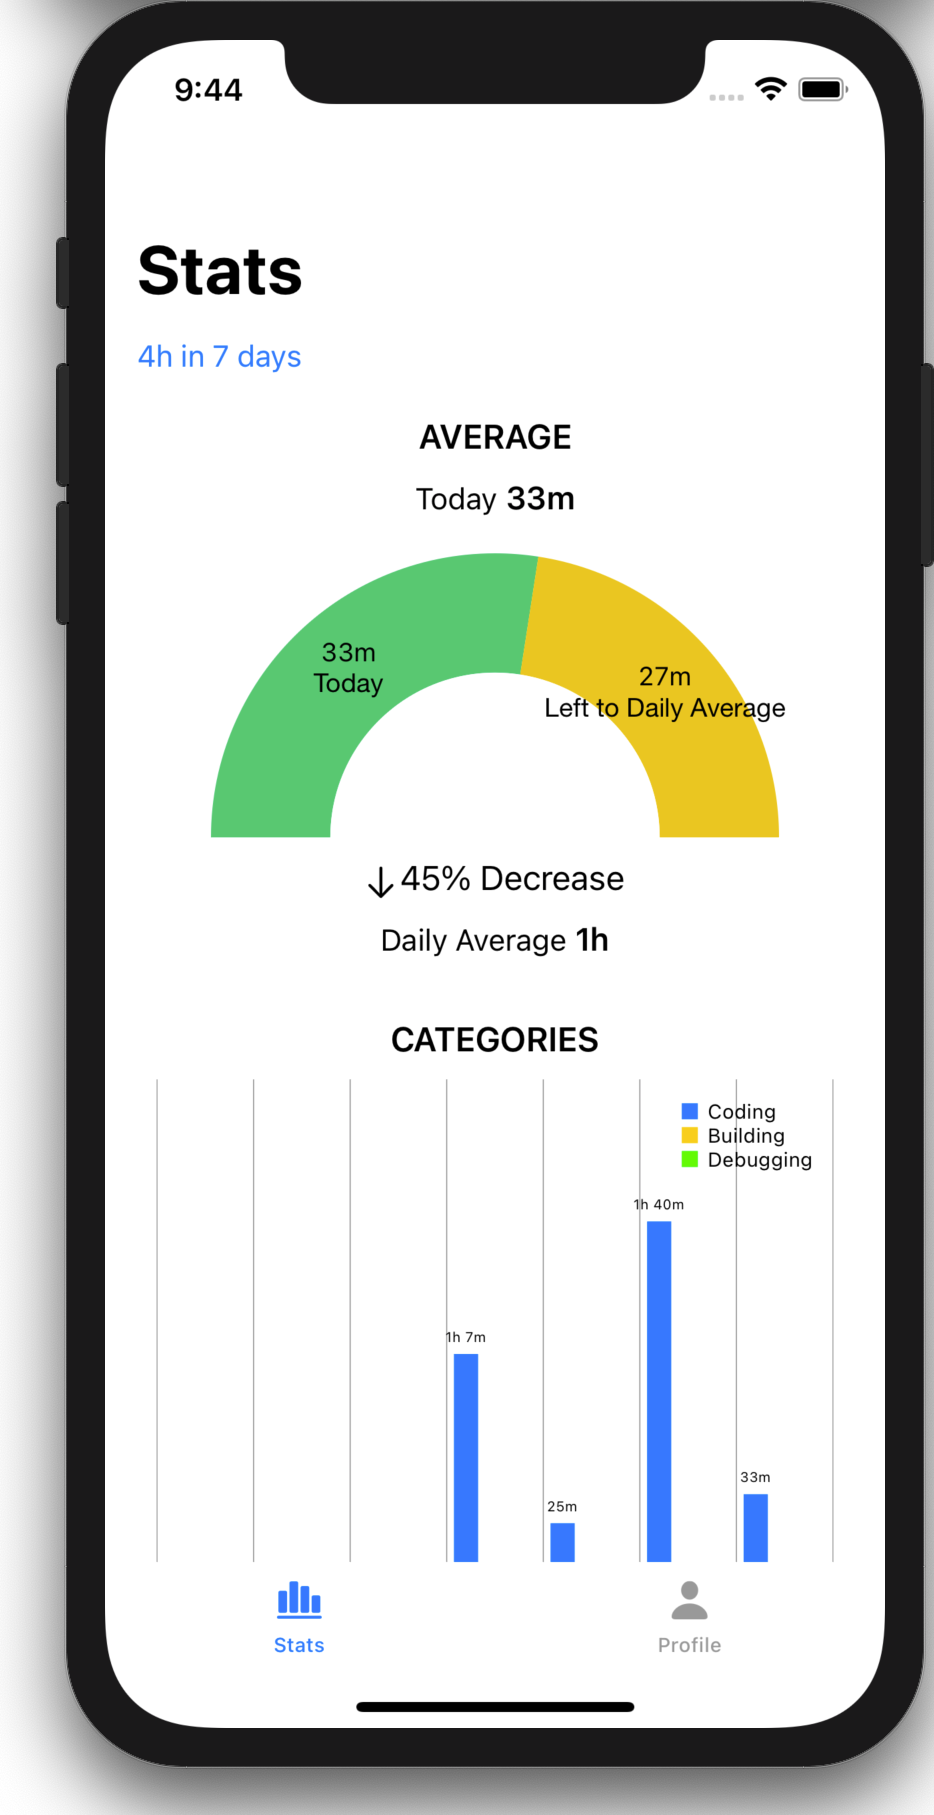 9:44
Stats
4h in 7 days
AVERAGE
Today 33m
33m
Today
27m
Left to Daily Average
45% Decrease
Daily Average 1h
CATEGORIES
Coding
Building
Debugging
1h 40m
1h 7m
33m
25m
Stats
Profile